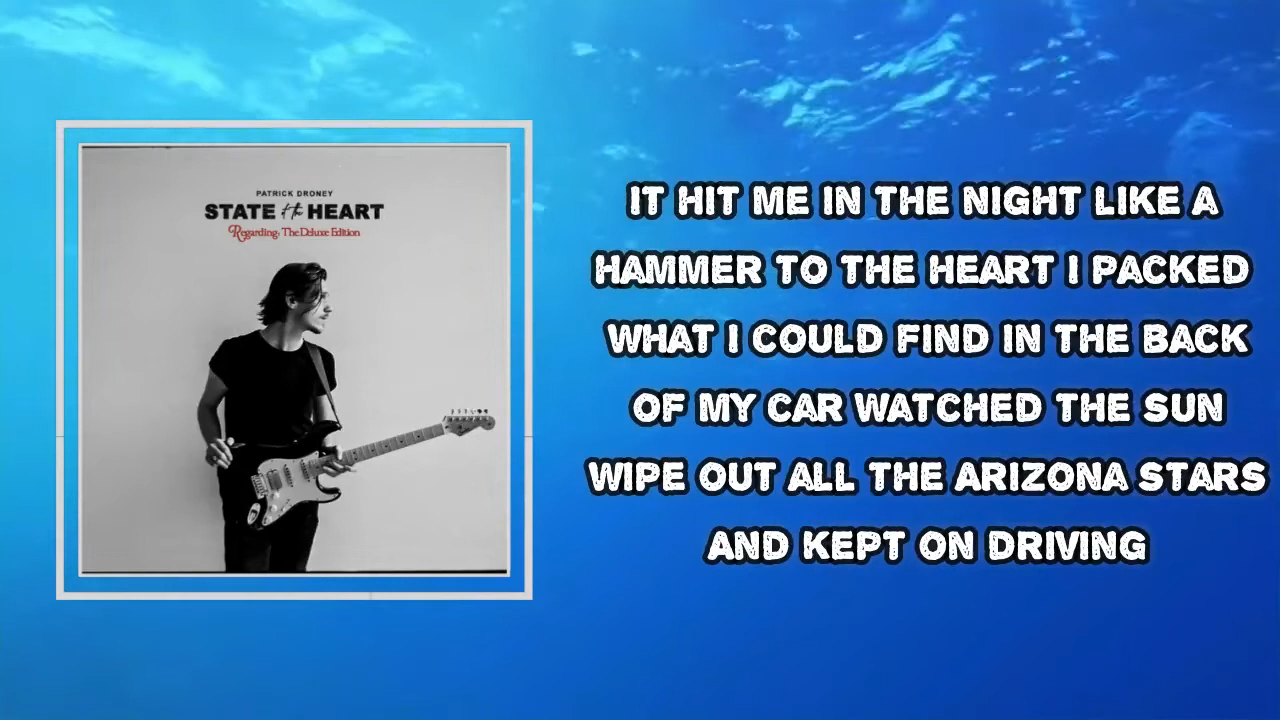 PATRICK DRONEY
STATE of the HEART
Regarding: The Deluxe Edition
IT HIT ME IN THE NIGHT LIKE A
HAMMER TO THE HEART I PACKED
WHAT I COULD FIND IN THE BACK
OF MY CAR WATCHED THE SUN
WIPE OUT ALL THE ARIZONA STARS
AND KEPT ON DRIVING